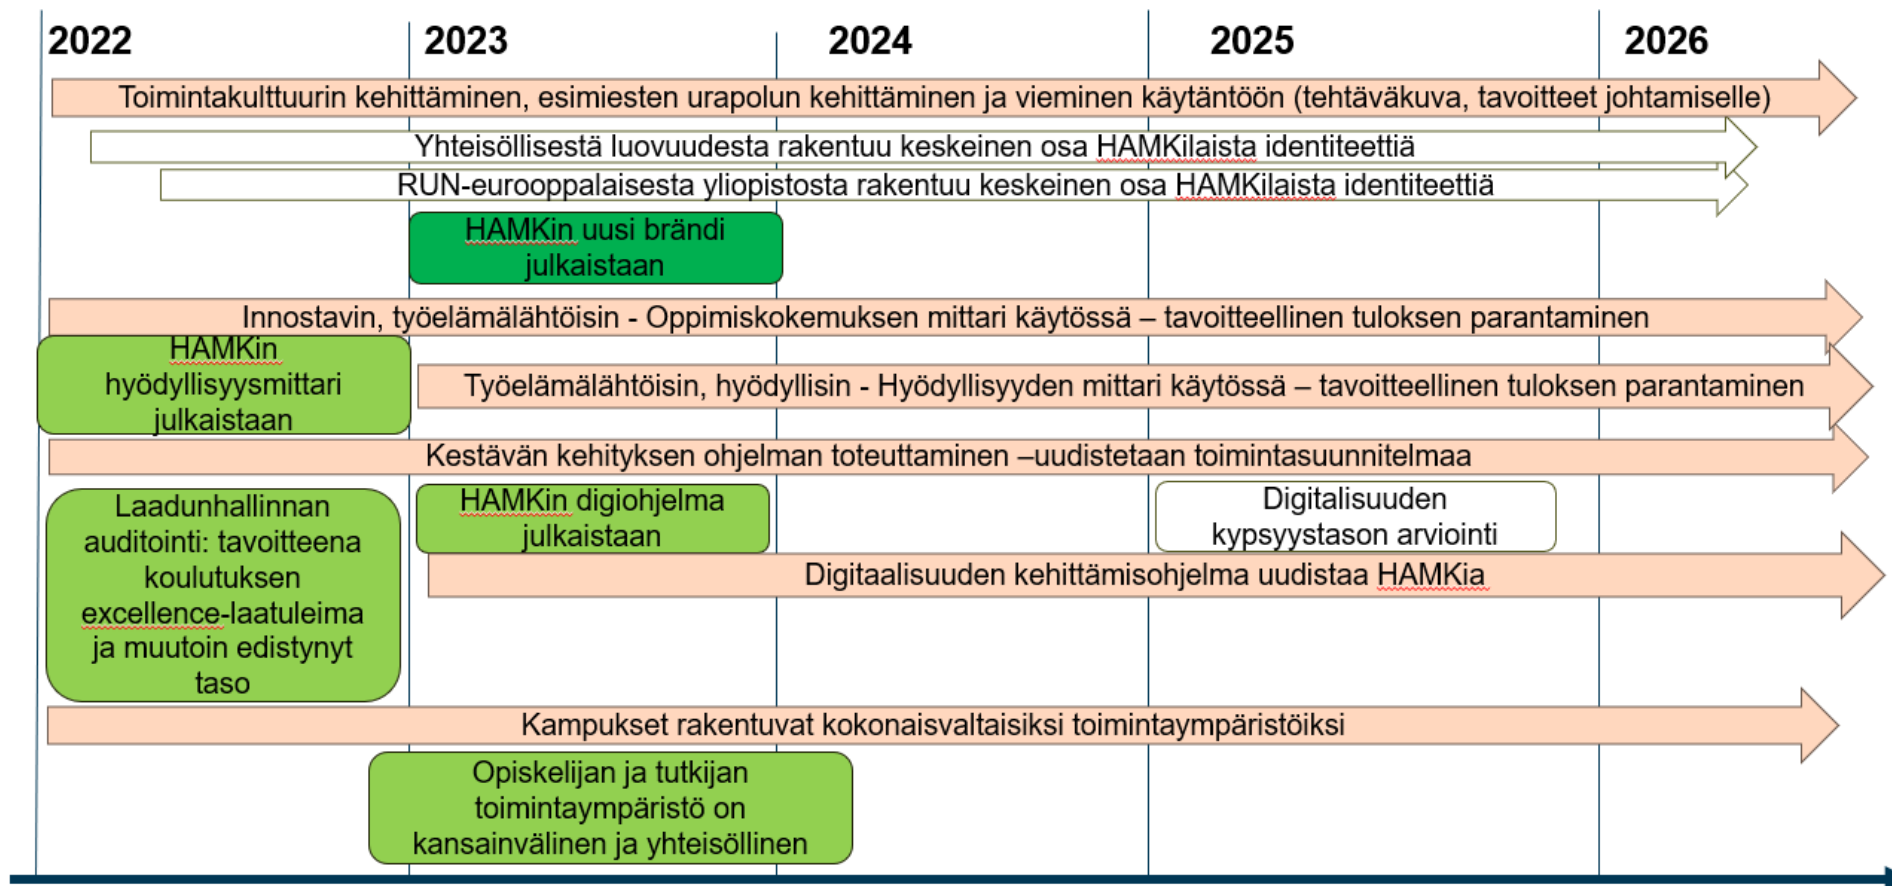 2022
2023
2024
2025
2026
Toimintakulttuurin kehittäminen, esimiesten urapolun kehittäminen ja vieminen käytäntöön (tehtäväkuva, tavoitteet johtamiselle)
Yhteisöllisestä luovuudesta rakentuu keskeinen osa HAMKilaista identiteettiä
RUN-eurooppalaisesta yliopistosta rakentuu keskeinen osa HAMKilaista identiteettiä
HAMKin uusi brändi
julkaistaan
Innostavin, työelämälähtöisin - Oppimiskokemuksen mittari käytössä – tavoitteellinen tuloksen parantaminen
HAMKin
hyödyllisyysmittari
julkaistaan
Työelämälähtöisin, hyödyllisin - Hyödyllisyyden mittari käytössä – tavoitteellinen tuloksen parantaminen
Kestävän kehityksen ohjelman toteuttaminen –uudistetaan toimintasuunnitelmaa
Laadunhallinnan
auditointi: tavoitteena
koulutuksen
excellence-laatuleima
ja muutoin edistynyt
taso
HAMKin digiohjelma
julkaistaan
Digitalisuuden
kypsyystason arviointi
Digitaalisuuden kehittämisohjelma uudistaa HAMKia
Kampukset rakentuvat kokonaisvaltaisiksi toimintaympäristöiksi
Opiskelijan ja tutkijan
toimintaympäristö on
kansainvälinen ja yhteisöllinen